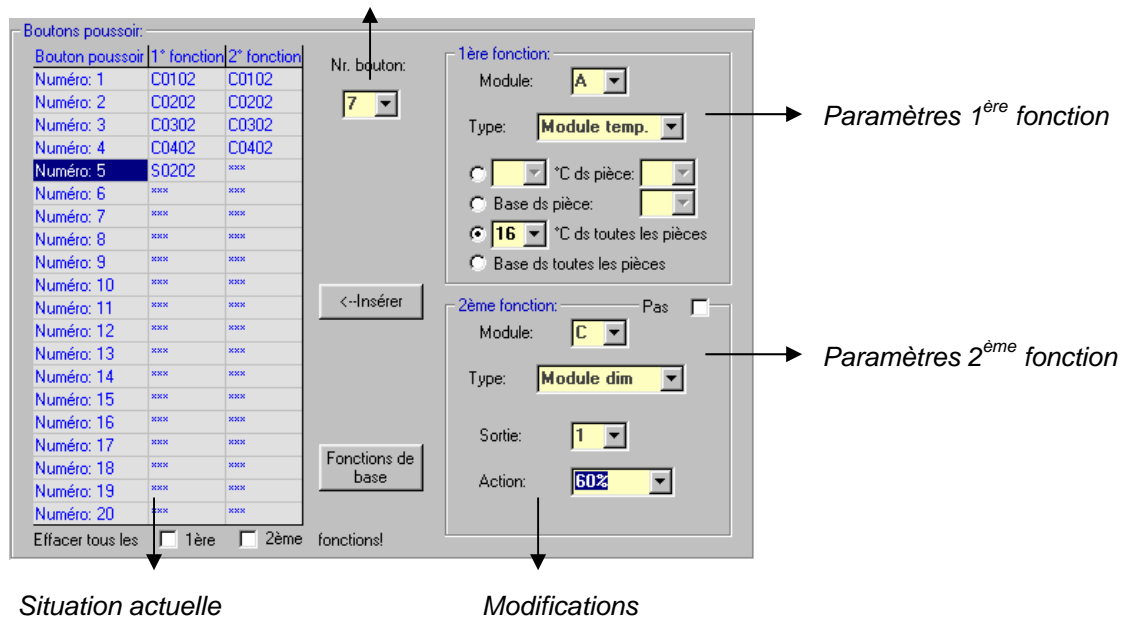 Boutons poussoir:
Bouton poussoir 1° fonction 2° fonction
Numéro: 1 C0102 C0102
Numéro: 2 C0202 C0202
Numéro: 3 C0302 C0302
Numéro: 4 C0402 C0402
Numéro: 5 S0202 ***
Numéro: 6 *** ***
Numéro: 7 *** ***
Numéro: 8 *** ***
Numéro: 9 *** ***
Numéro: 10 *** ***
Numéro: 11 *** ***
Numéro: 12 *** ***
Numéro: 13 *** ***
Numéro: 14 *** ***
Numéro: 15 *** ***
Numéro: 16 *** ***
Numéro: 17 *** ***
Numéro: 18 *** ***
Numéro: 19 *** ***
Numéro: 20 *** ***
Effacer tous les 1ère 2ème fonctions!
Nr. bouton:
7
<--Insérer
Fonctions de
base
1ère fonction:
Module: A
Type: Module temp.
°C ds pièce:
Base ds pièce:
16 °C ds toutes les pièces
Base ds toutes les pièces
2ème fonction: Pas
Module: C
Type: Module dim
Sortie: 1
Action: 60%
Paramètres 1ère fonction
Paramètres 2ème fonction
Situation actuelle
Modifications